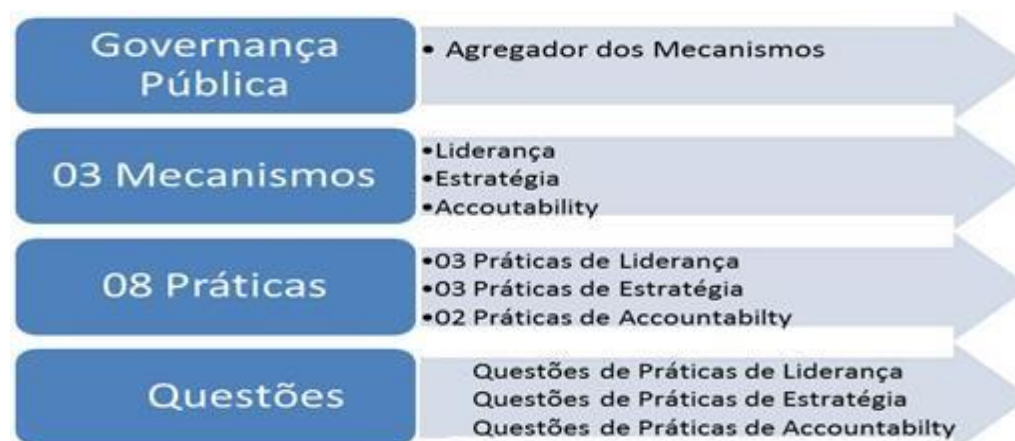 Governança
Pública
• Agregador dos Mecanismos
03 Mecanismos
•Liderança
•Estratégia
•Accoutability
08 Práticas
•03 Práticas de Liderança
•03 Práticas de Estratégia
•02 Práticas de Accountabilty
Questões
Questões de Práticas de Liderança
Questões de Práticas de Estratégia
Questões de Práticas de Accountabilty